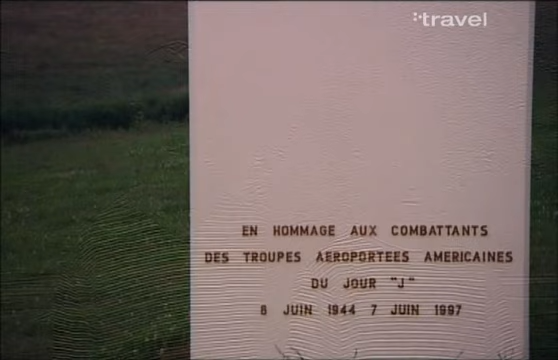 :travel
EN HOMMAGE AUX COMBATTANTS
DES TROUPES AEROPORTEES AMERICAINES
DU JOUR "J"
6 JUIN 1944 7 JUIN 1997